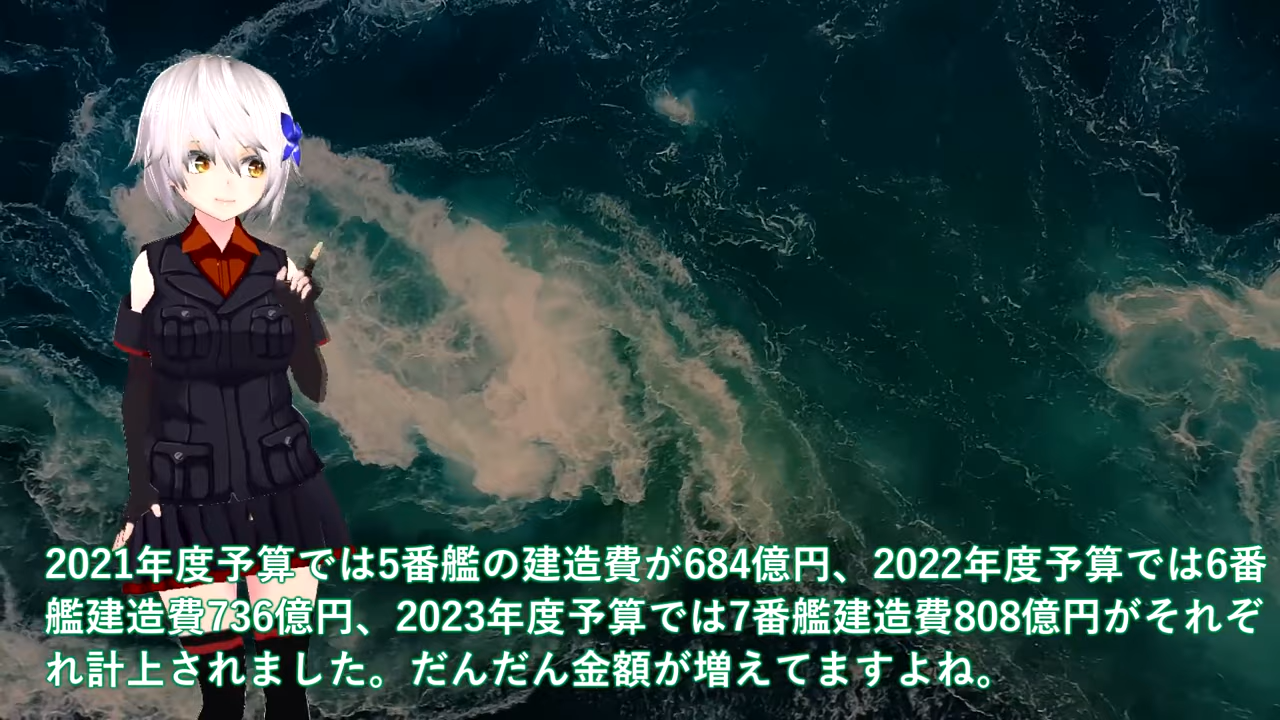 2021年度予算では5番艦の建造費が684億円、2022年度予算では6番
艦建造費736億円、2023年度予算では7番艦建造費808億円がそれぞ
れ計上されました。だんだん金額が増えてますよね。